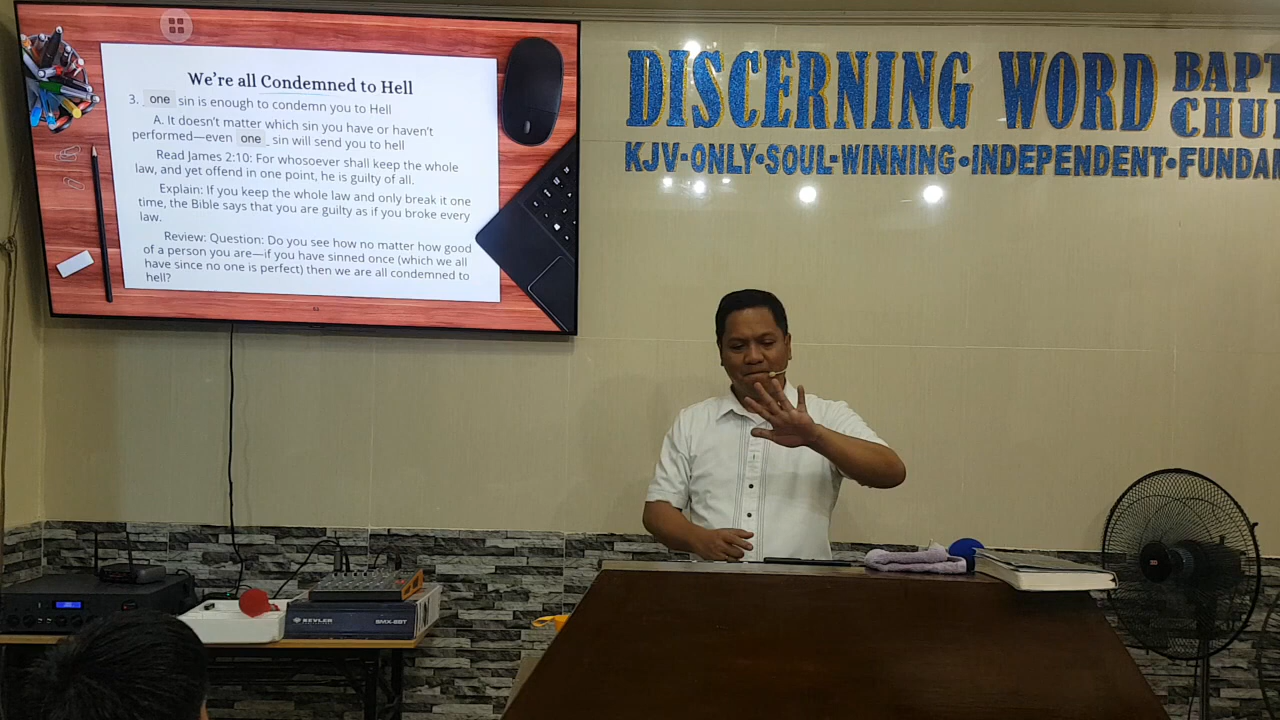 We're all Condemned to Hell
3. one sin is enough to condemn you to Hell
A. It doesn't matter which sin you have or haven't
performed—even one sin will send you to hell
Read James 2:10: For whosoever shall keep the whole
law, and yet offend in one point, he is guilty of all.
Explain: If you keep the whole law and only break it one
time, the Bible says that you are guilty as if you broke every
law.
Review: Question: Do you see how no matter how good
of a person you are—if you have sinned once (which we all
have since no one is perfect) then we are all condemned to
hell?
DISCERNING WORD BAPT
CHU
KJV-ONLY•SOUL-WINNING•INDEPENDENT•FUNDAM
KEVLER
SMX-8BT